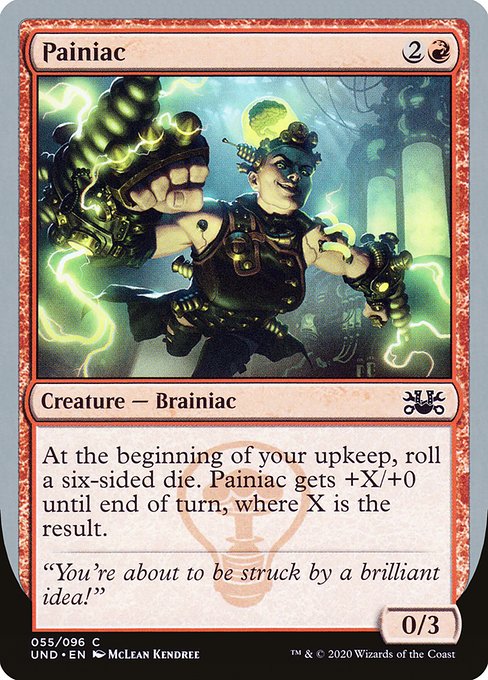 Painiac
2
Creature — Brainiac
At the beginning of your upkeep, roll
a six-sided die. Painiac gets +X/+0
until end of turn, where X is the
result.
“You're about to be struck by a brilliant
idea!”
0/3
055/096 C
UND • EN McLean Kendree
™ & © 2020 Wizards of the Coast